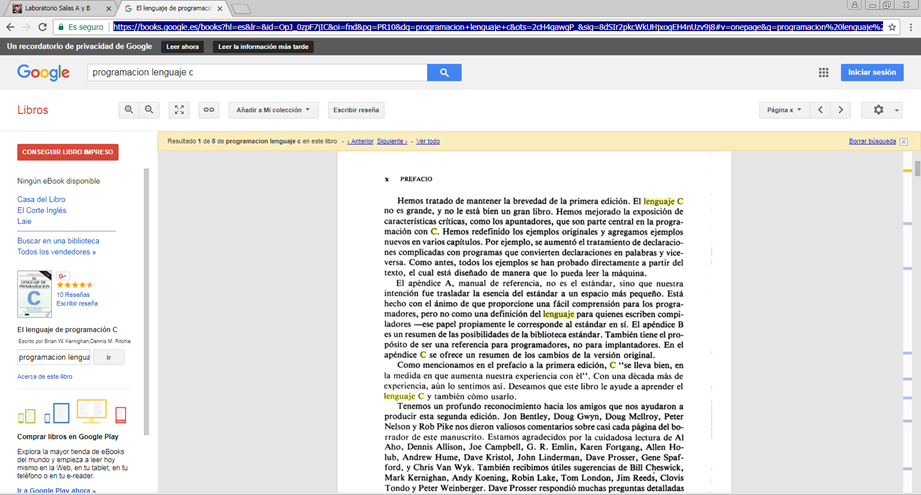 Laboratorio Salas A y B
El lenguaje de programaci
Es seguro
https://books.google.es/books?hl=es&lr=&id=OpJ_0zpF7jIC&oi=fnd&pg=PR10&dq=programacion+lenguaje+c&ots=2cH4gawqP_&sig=8dSIr2pkcWkUHJxoqEH4nUzv9I8#v=onepage&q=programacion%20lenguaje%2
Un recordatorio de privacidad de Google
Leer ahora
Leer la información más tarde
Google
programacion lenguaje c
Iniciar sesión
Libros
Añadir a Mi colección
Escribir reseña
Página x
Resultado 1 de 8 de programacion lenguaje c en este libro - ‹ Anterior Siguiente › - Ver todo
Borrar búsqueda
CONSEGUIR LIBRO IMPRESO
Ningún eBook disponible
Casa del Libro
El Corte Inglés
Laie
Buscar en una biblioteca
Todos los vendedores »
EL
LENGUAJE DE
PROGRAMACION
C
G+
10 Reseñas
Escribir reseña
El lenguaje de programación C
Escrito por Brian W. Kernighan,Dennis M. Ritchie
programacion lengua
Ir
Acerca de este libro
Comprar libros en Google Play
Explora la mayor tienda de eBooks
del mundo y empieza a leer hoy
mismo en la Web, en tu tablet, en tu
teléfono o en tu e-reader.
Ir a Google Play ahora »
x PREFACIO
Hemos tratado de mantener la brevedad de la primera edición. El lenguaje C
no es grande, y no le está bien un gran libro. Hemos mejorado la exposición de
características críticas, como los apuntadores, que son parte central en la progra-
mación con C. Hemos redefinido los ejemplos originales y agregamos ejemplos
nuevos en varios capítulos. Por ejemplo, se aumentó el tratamiento de declaracio-
nes complicadas con programas que convierten declaraciones en palabras y vice-
versa. Como antes, todos los ejemplos se han probado directamente a partir del
texto, el cual está diseñado de manera que lo pueda leer la máquina.
El apéndice A, manual de referencia, no es el estándar, sino que nuestra
intención fue trasladar la esencia del estándar a un espacio más pequeño. Está
hecho con el ánimo de que proporcione una fácil comprensión para los progra-
madores, pero no como una definición del lenguaje para quienes escriben compi-
ladores —ese papel propiamente le corresponde al estándar en sí. El apéndice B
es un resumen de las posibilidades de la biblioteca estándar. También tiene el pro-
pósito de ser una referencia para programadores, no para implantadores. En el
apéndice C se ofrece un resumen de los cambios de la versión original.
Como mencionamos en el prefacio a la primera edición, C "se lleva bien, en
la medida en que aumenta nuestra experiencia con él". Con una década más de
experiencia, aún lo sentimos así. Deseamos que este libro le ayude a aprender el
lenguaje C y también cómo usarlo.
Tenemos un profundo reconocimiento hacia los amigos que nos ayudaron a
producir esta segunda edición. Jon Bentley, Doug Gwyn, Doug McIlroy, Peter
Nelson y Rob Pike nos dieron valiosos comentarios sobre casi cada página del bo-
rrador de este manuscrito. Estamos agradecidos por la cuidadosa lectura de Al
Aho, Dennis Allison, Joe Campbell, G. R. Emlin, Karen Fortgang, Allen Ho-
lub, Andrew Hume, Dave Kristol, John Linderman, Dave Prosser, Gene Spaf-
ford, y Chris Van Wyk. También recibimos útiles sugerencias de Bill Cheswick,
Mark Kernighan, Andy Koening, Robin Lake, Tom London, Jim Reeds, Clovis
Tondo y Peter Weinberger. Dave Prosser respondió muchas preguntas detalladas